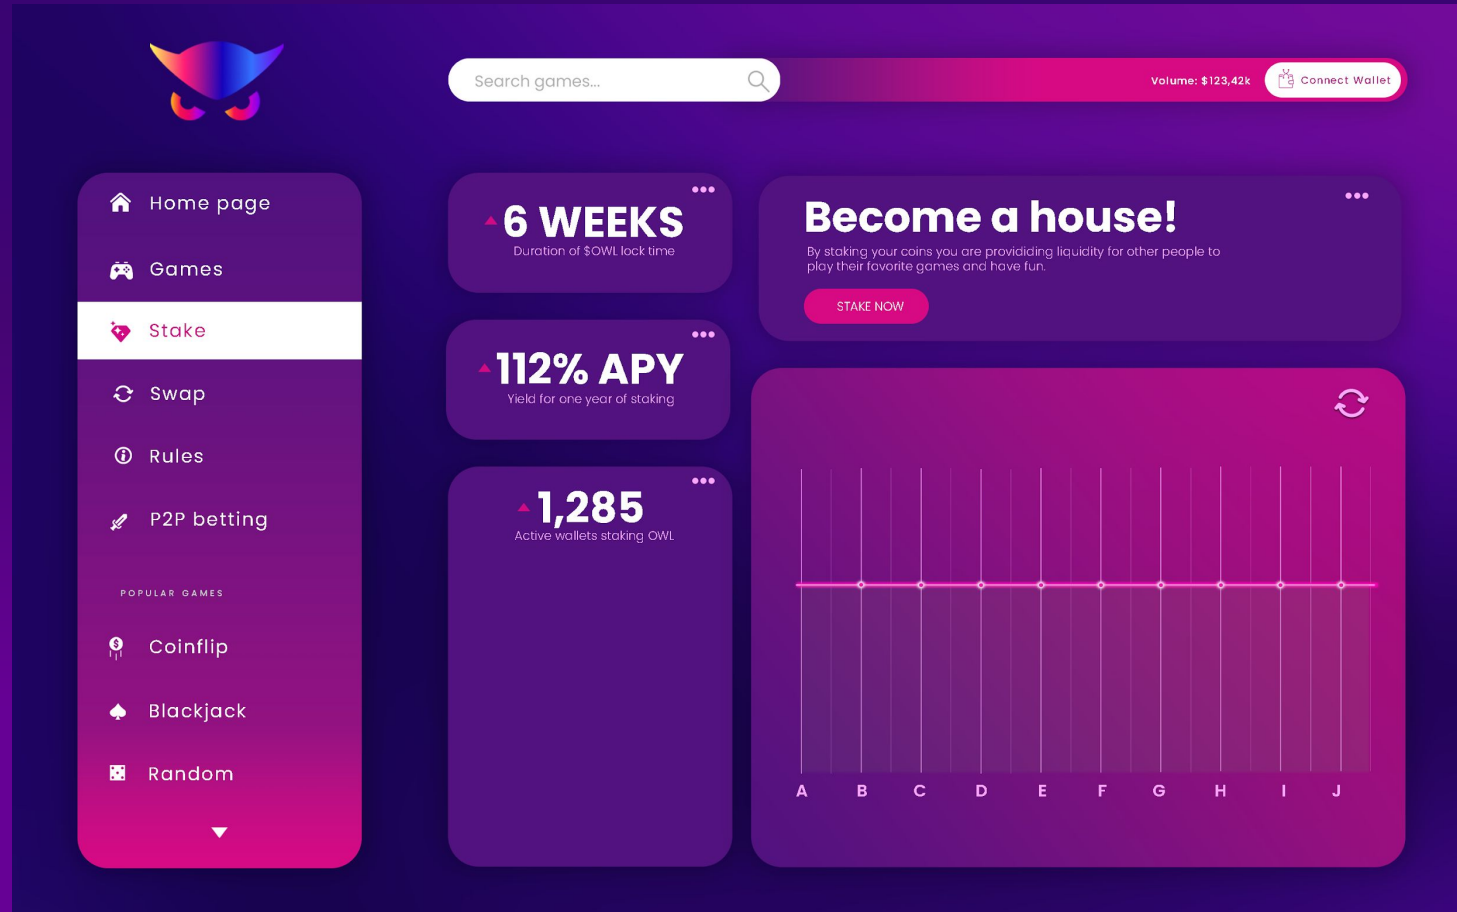 Search games...
Volume: $123,42k
Connect Wallet
Home page
Games
Stake
Swap
Rules
P2P betting
POPULAR GAMES
Coinflip
Blackjack
Random
6 WEEKS
Duration of $OWL lock time
112% APY
Yield for one year of staking
1,285
Active wallets staking OWL
Become a house!
By staking your coins you are provididing liquidity for other people to
play their favorite games and have fun.
STAKE NOW
A B C D E F G H I J